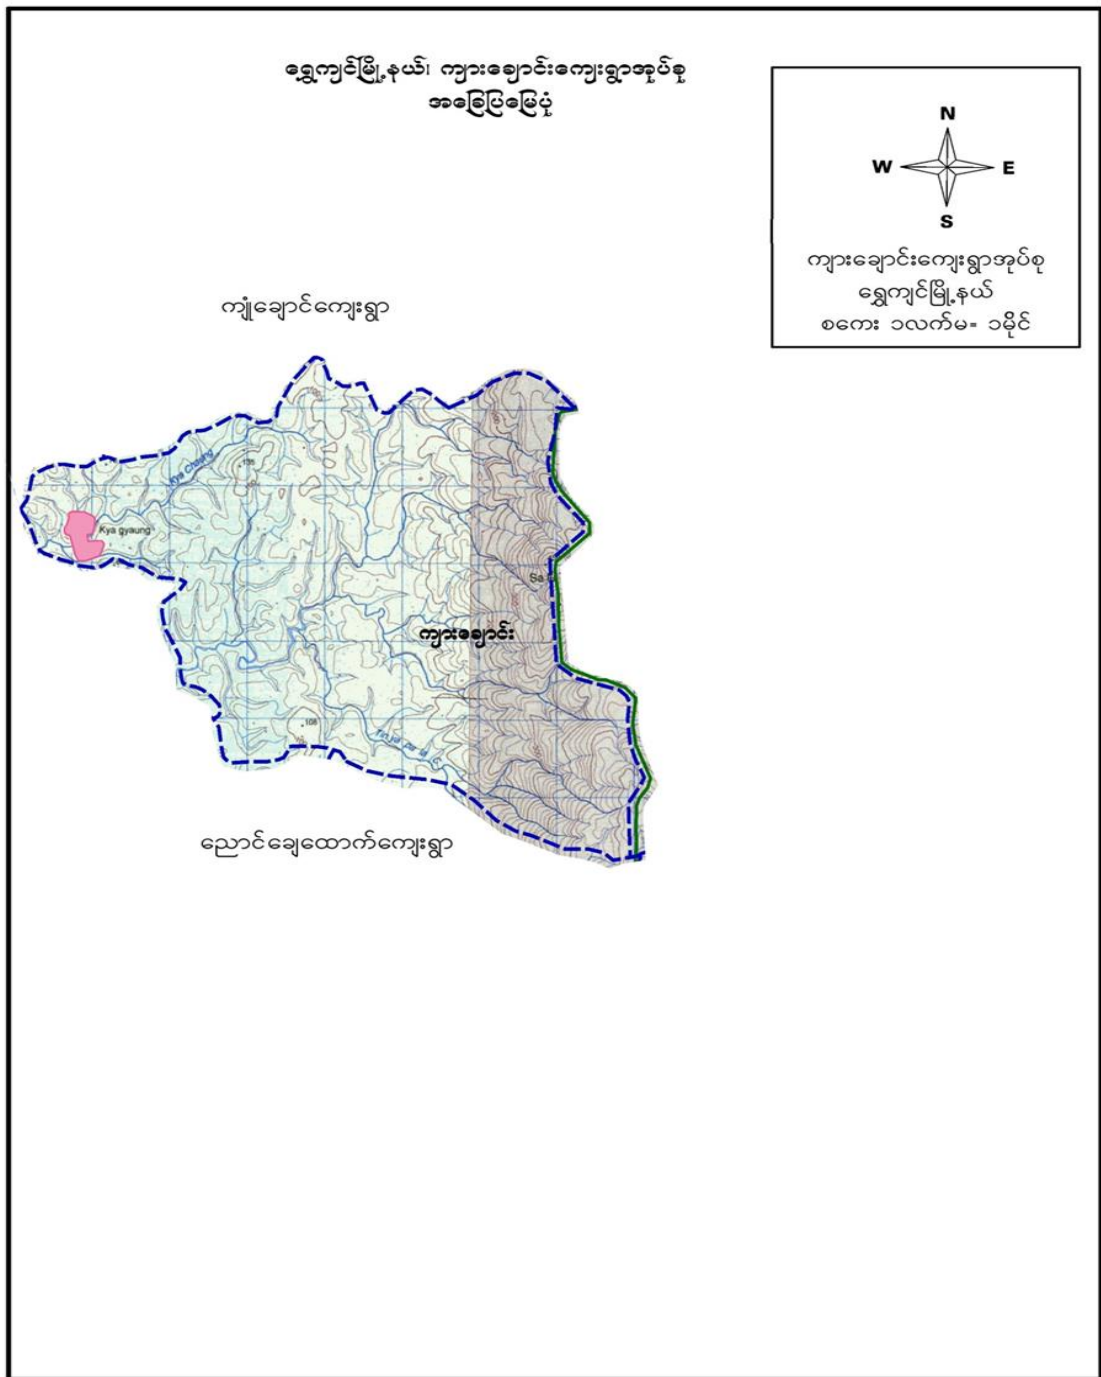 ရွှေကျင်မြို့နယ်၊ ကျားချောင်းကျေးရွာအုပ်စု
အခြေပြမြေပုံ
N
W E
S
ကျားချောင်းကျေးရွာအုပ်စု
ရွှေကျင်မြို့နယ်
စကေး ၁လက်မ= ၁မိုင်
ကျုံချောင်ကျေးရွာ
Kya Chaung
135
Kya gyaung
Sa
ကျားချောင်း
108
ညောင်ချေထောက်ကျေးရွာ